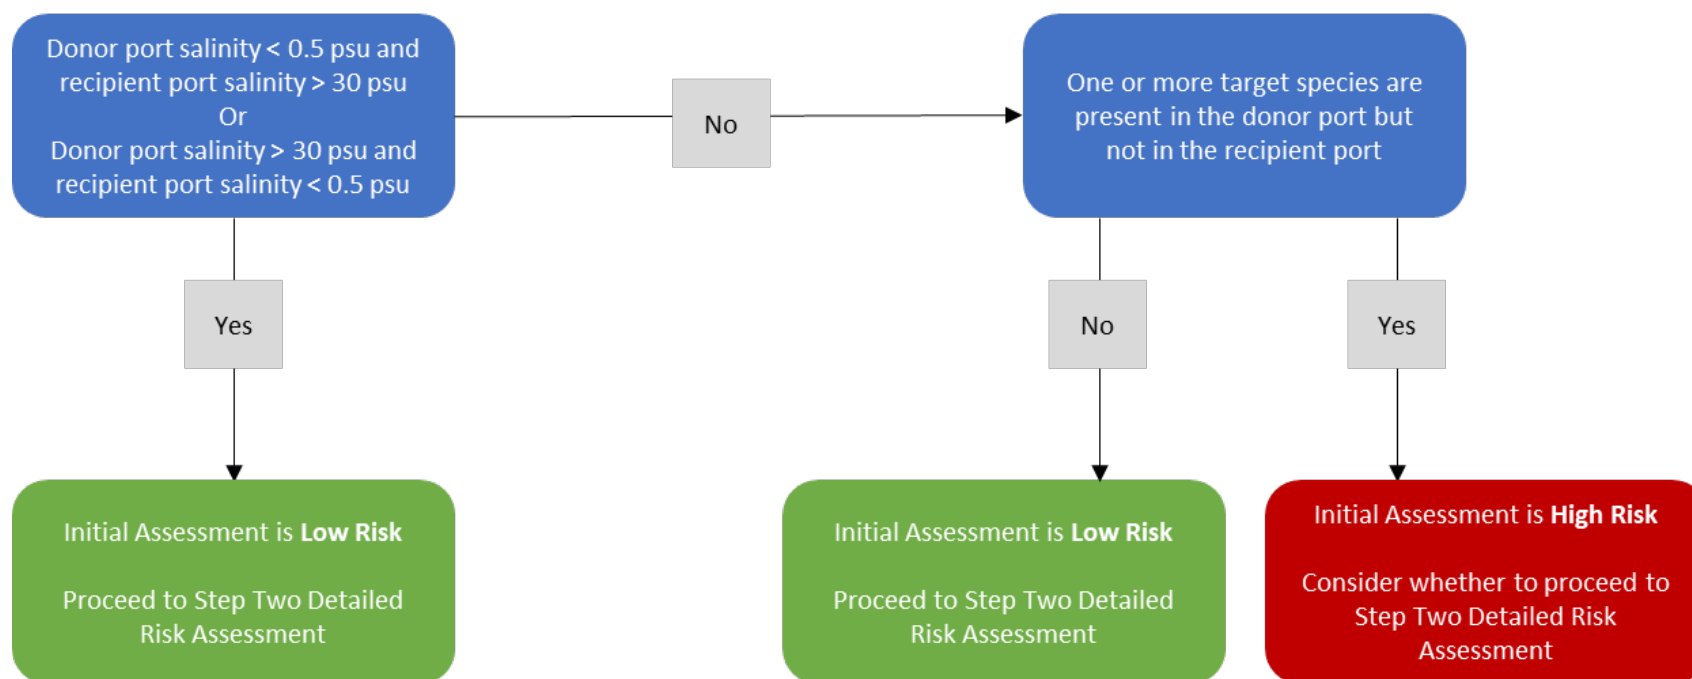 Donor port salinity < 0.5 psu and
recipient port salinity > 30 psu
Or
Donor port salinity > 30 psu and
recipient port salinity < 0.5 psu
No
One or more target species are
present in the donor port but
not in the recipient port
Yes
No
Yes
Initial Assessment is Low Risk
Proceed to Step Two Detailed
Risk Assessment
Initial Assessment is Low Risk
Proceed to Step Two Detailed
Risk Assessment
Initial Assessment is High Risk
Consider whether to proceed to
Step Two Detailed Risk
Assessment